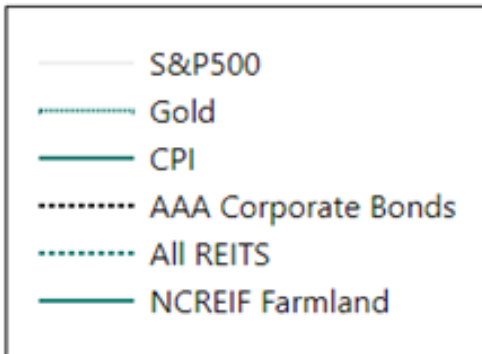 S&P500
Gold
CPI
AAA Corporate Bonds
All REITS
NCREIF Farmland